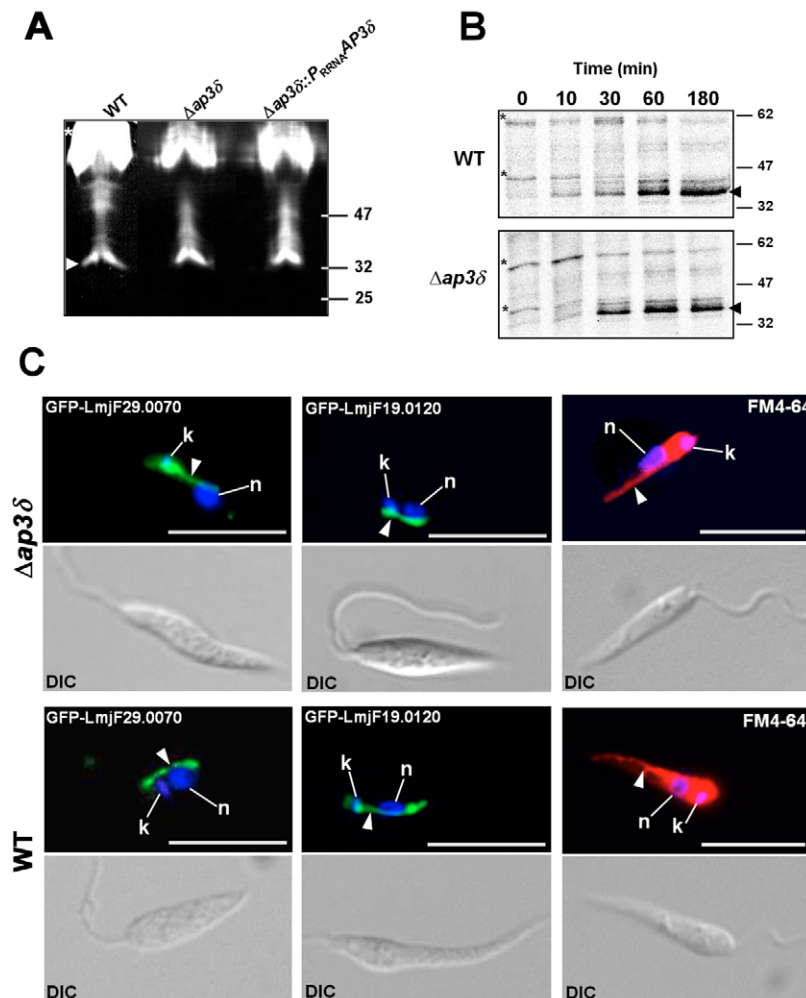 A
WT
Δap3δ
Δap3δ::P_RRNA AP3δ
*
47
32
25
B
Time (min)
0 10 30 60 180
WT
*
*
62
47
32
Δap3δ
*
*
62
47
32
C
Δap3δ
GFP-LmjF29.0070
k
n
GFP-LmjF19.0120
k
n
FM4-64
n
k
DIC
DIC
DIC
WT
GFP-LmjF29.0070
k
n
GFP-LmjF19.0120
k
n
FM4-64
n
k
DIC
DIC
DIC